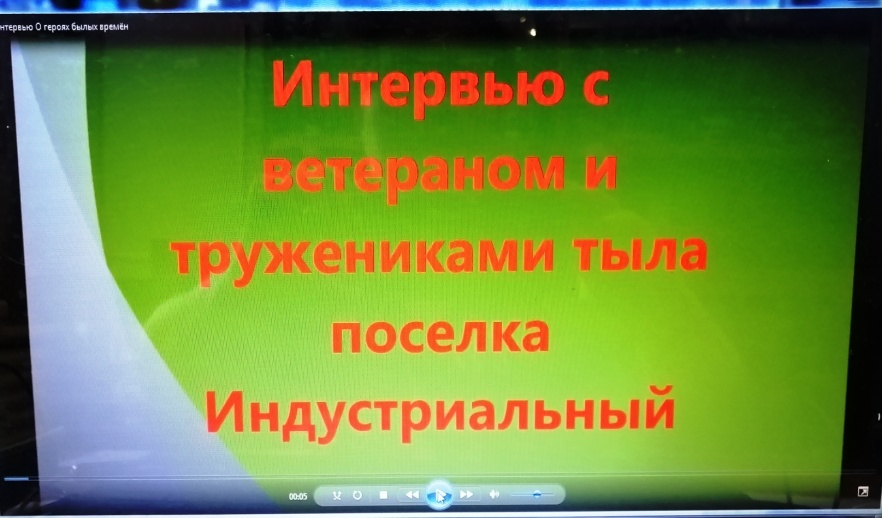 нтервью О героях былых времён
Интервью с
ветераном и
тружениками тыла
поселка
Индустриальный
00:05